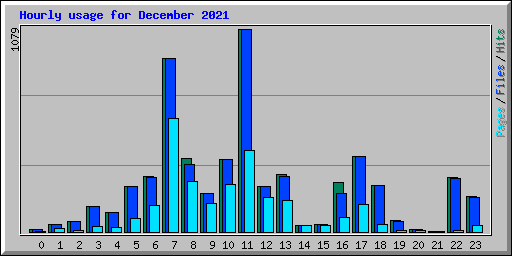 Hourly usage for December 2021
1079
Pages / Files / Hits
0 1 2 3 4 5 6 7 8 9 10 11 12 13 14 15 16 17 18 19 20 21 22 23